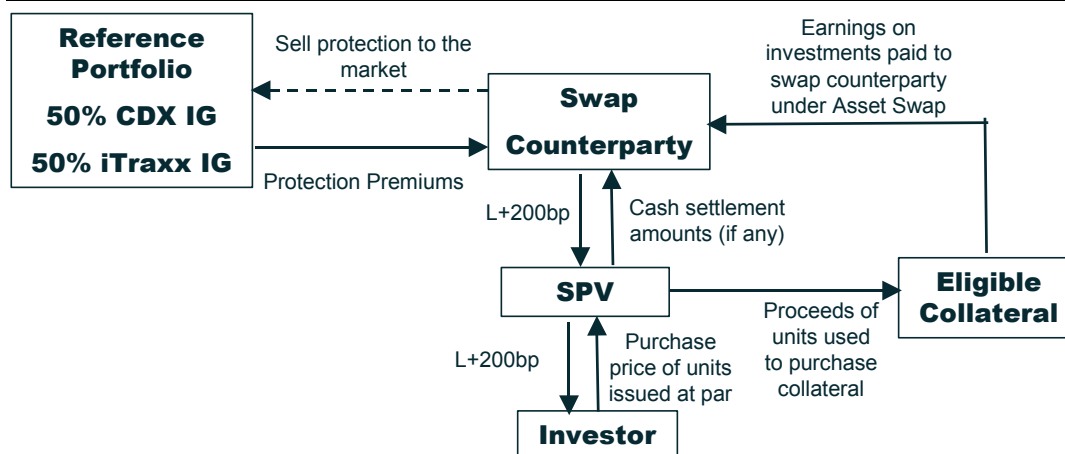 Reference
Portfolio
50% CDX IG
50% iTraxx IG
Sell protection to the
market
Protection Premiums
Swap
Counterparty
Earnings on
investments paid to
swap counterparty
under Asset Swap
L+200bp
Cash settlement
amounts (if any)
SPV
Eligible
Collateral
Proceeds of
units used
to purchase
collateral
L+200bp
Purchase
price of units
issued at par
Investor